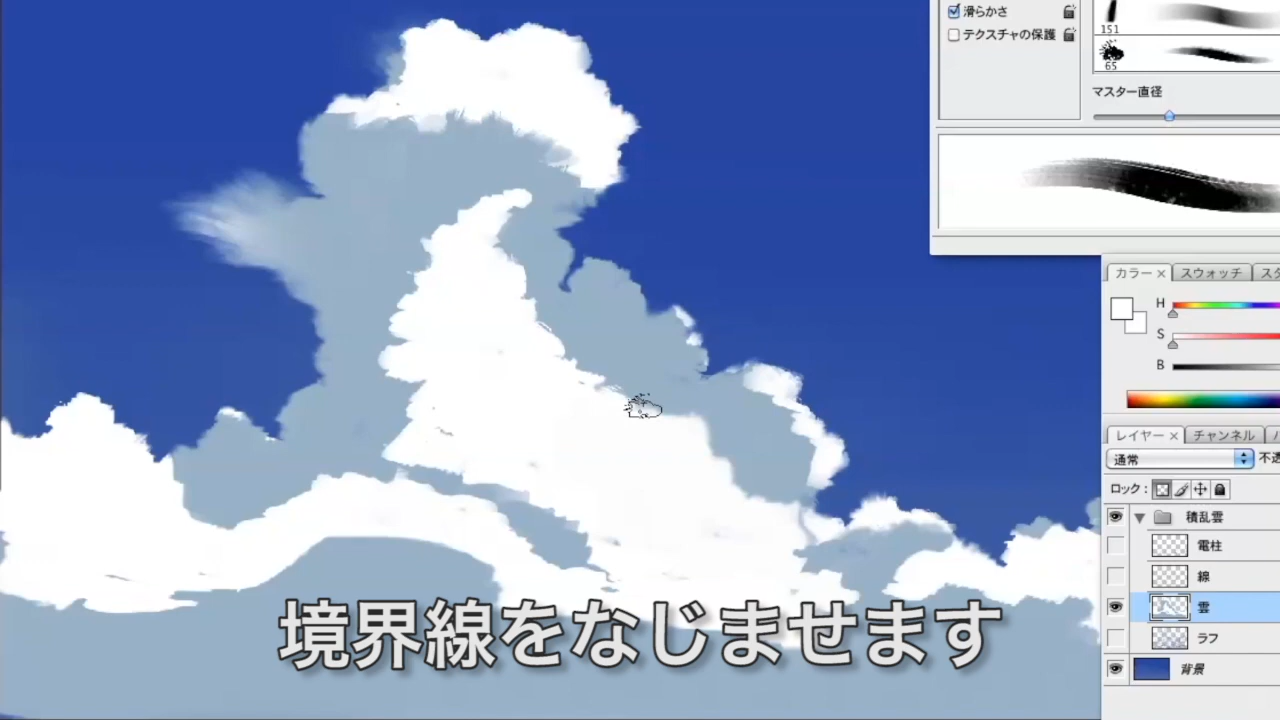 滑らかさ
テクスチャの保護
151
65
マスター直径
カラー×
スウォッチ
H
S
B
レイヤー×
チャンネル
通常
ロック:
積乱雲
電柱
線
雲
ラフ
背景
境界線をなじませます